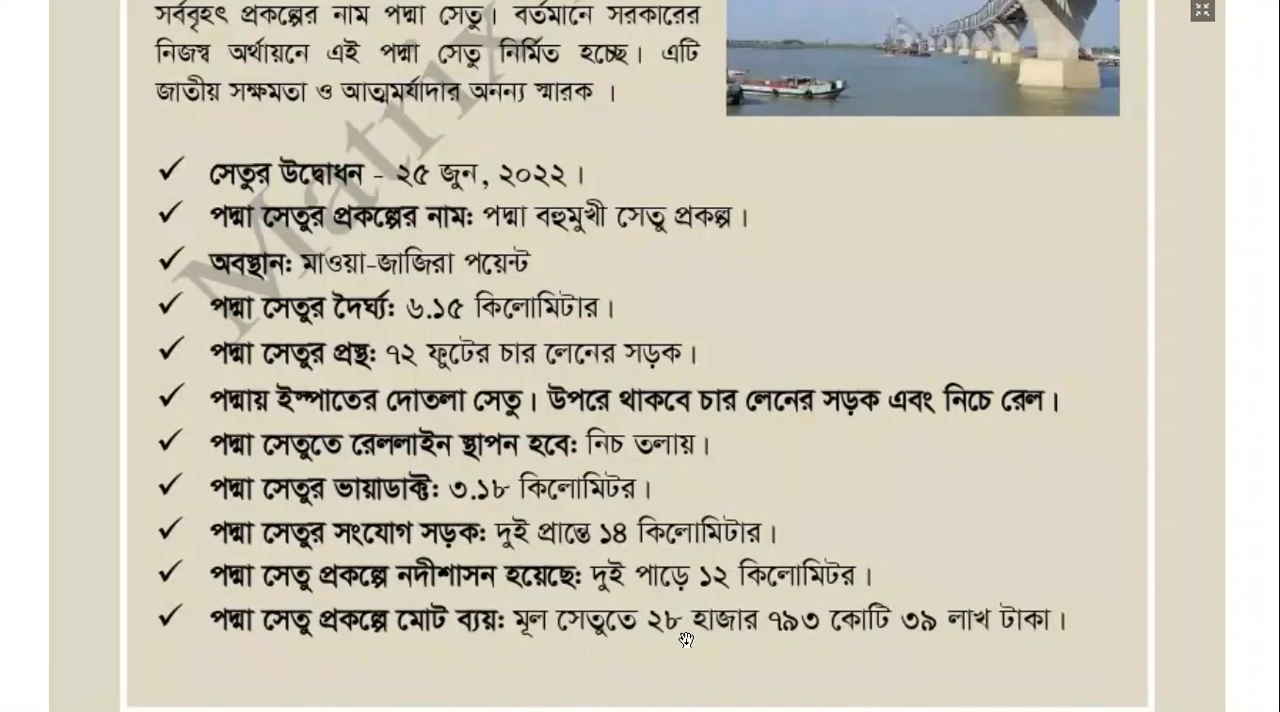 সর্ববৃহৎ প্রকল্পের নাম পদ্মা সেতু। বর্তমানে সরকারের
নিজস্ব অর্থায়নে এই পদ্মা সেতু নির্মিত হচ্ছে। এটি
জাতীয় সক্ষমতা ও আত্মমর্যাদার অনন্য স্মারক ।
Matrix
✓ সেতুর উদ্বোধন - ২৫ জুন, ২০২২।
✓ পদ্মা সেতুর প্রকল্পের নাম: পদ্মা বহুমুখী সেতু প্রকল্প।
✓ অবস্থান: মাওয়া-জাজিরা পয়েন্ট
✓ পদ্মা সেতুর দৈর্ঘ্য: ৬.১৫ কিলোমিটার।
✓ পদ্মা সেতুর প্রস্থ: ৭২ ফুটের চার লেনের সড়ক।
✓ পদ্মায় ইস্পাতের দোতলা সেতু। উপরে থাকবে চার লেনের সড়ক এবং নিচে রেল।
✓ পদ্মা সেতুতে রেললাইন স্থাপন হবে: নিচ তলায়।
✓ পদ্মা সেতুর ভায়াডাক্ট: ৩.১৮ কিলোমিটর।
✓ পদ্মা সেতুর সংযোগ সড়ক: দুই প্রান্তে ১৪ কিলোমিটার।
✓ পদ্মা সেতু প্রকল্পে নদীশাসন হয়েছে: দুই পাড়ে ১২ কিলোমিটর।
✓ পদ্মা সেতু প্রকল্পে মোট ব্যয়: মূল সেতুতে ২৮ হাজার ৭৯৩ কোটি ৩৯ লাখ টাকা।